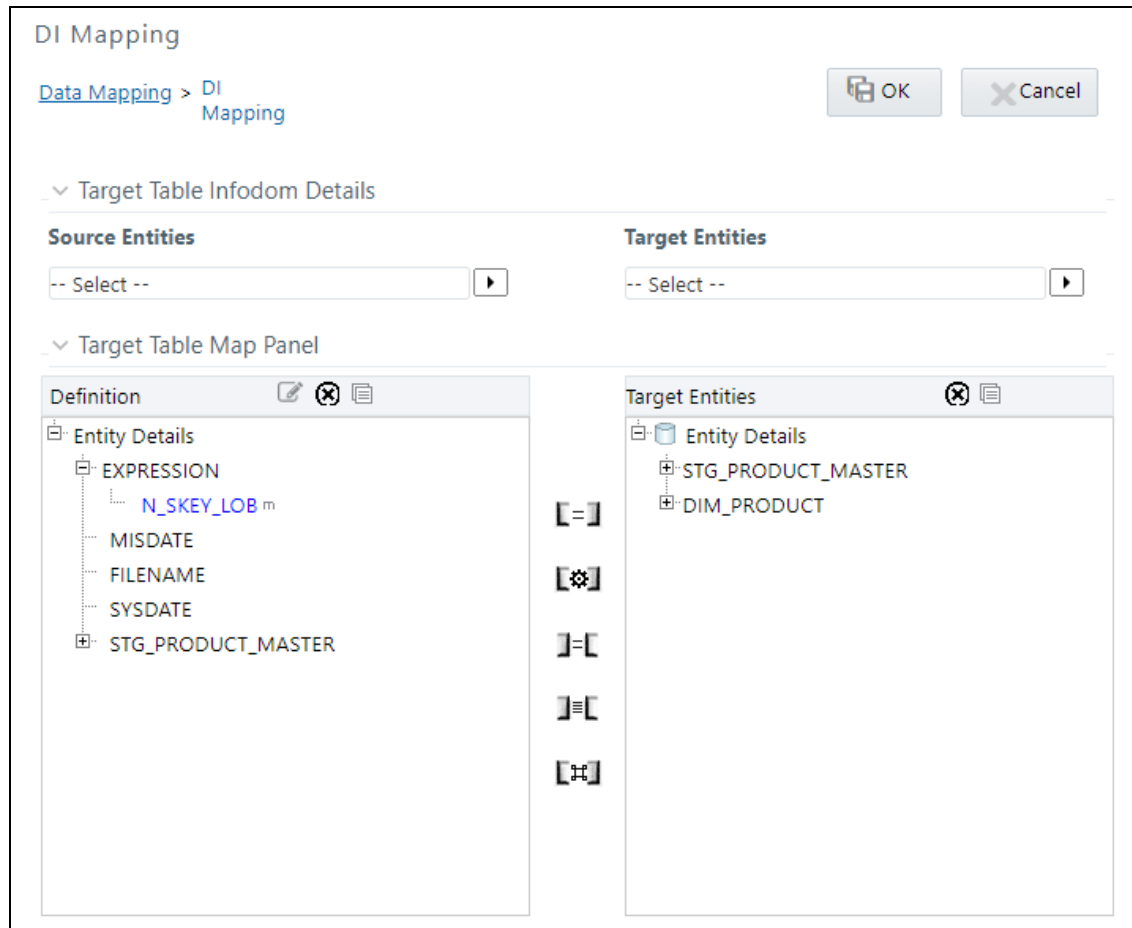 DI Mapping
Data Mapping > DI Mapping
OK
Cancel
Target Table Infodom Details
Source Entities
Target Entities
-- Select --
-- Select --
Target Table Map Panel
Definition
Target Entities
Entity Details
Entity Details
EXPRESSION
STG_PRODUCT_MASTER
N_SKEY_LOB m
DIM_PRODUCT
MISDATE
FILENAME
SYSDATE
STG_PRODUCT_MASTER